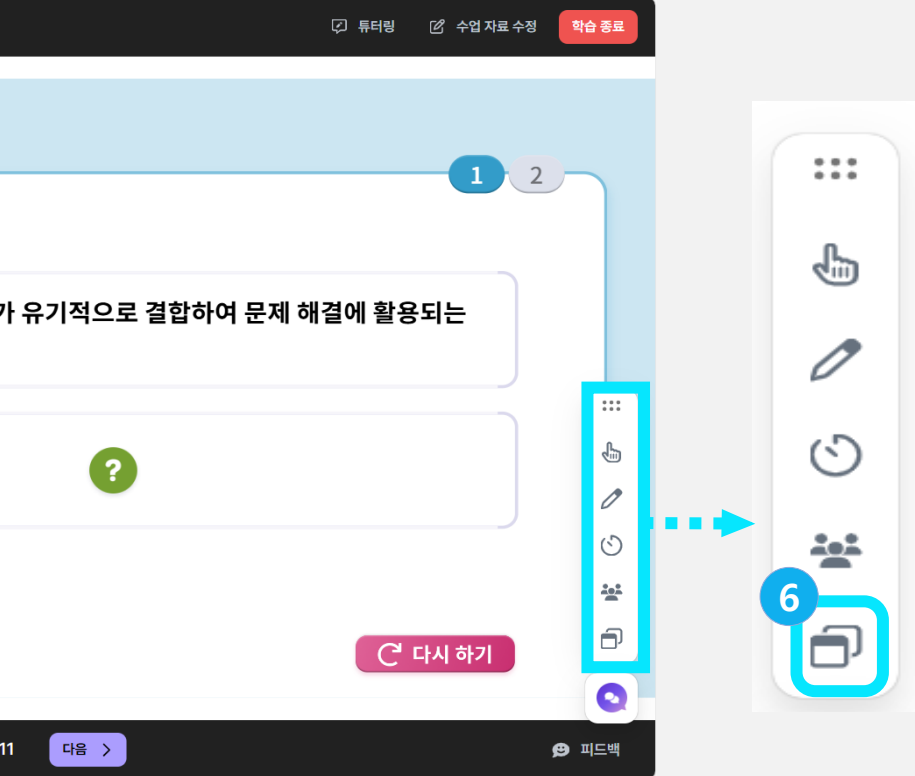 튜터링 수업 자료 수정 학습 종료
1 2
가 유기적으로 결합하여 문제 해결에 활용되는
?
6
다시 하기
11 다음 피드백